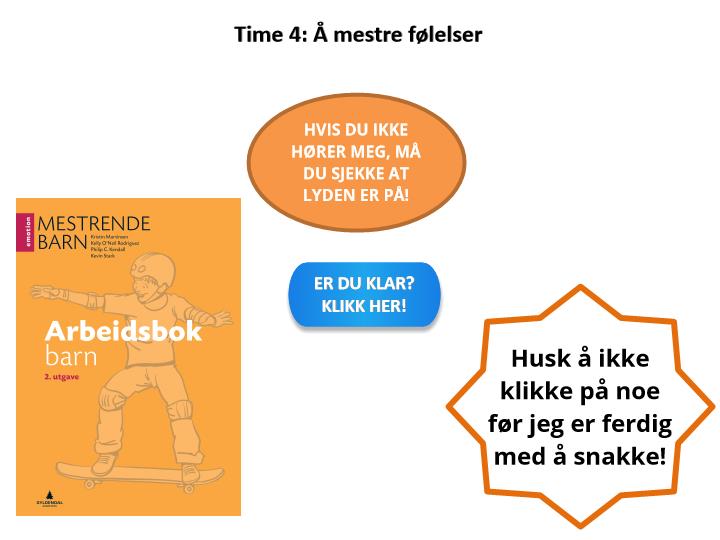 Time 4: Å mestre følelser
HVIS DU IKKE
HØRER MEG, MÅ
DU SJEKKE AT
LYDEN ER PÅ!
emotion
MESTRENDE
BARN
Kristin Martinsen
Kelly O'Neil Rodriguez
Philip C. Kendall
Kevin Stark
Arbeidsbok
barn
2. utgave
GYLDENDAL
ER DU KLAR?
KLIKK HER!
Husk å ikke
klikke på noe
før jeg er ferdig
med å snakke!